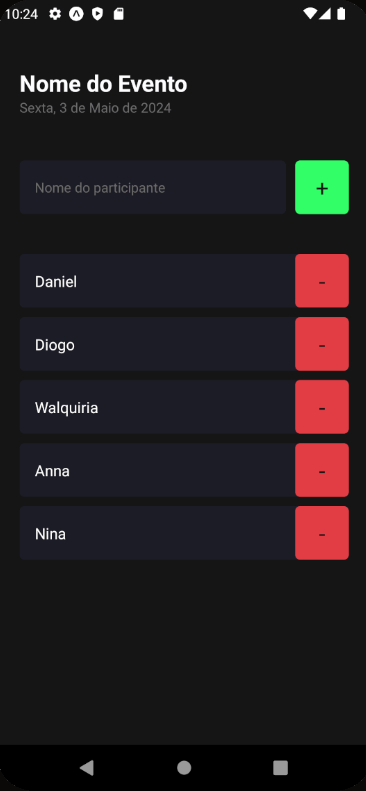 10:24
Nome do Evento
Sexta, 3 de Maio de 2024
Nome do participante
+
Daniel
-
Diogo
-
Walquiria
-
Anna
-
Nina
-